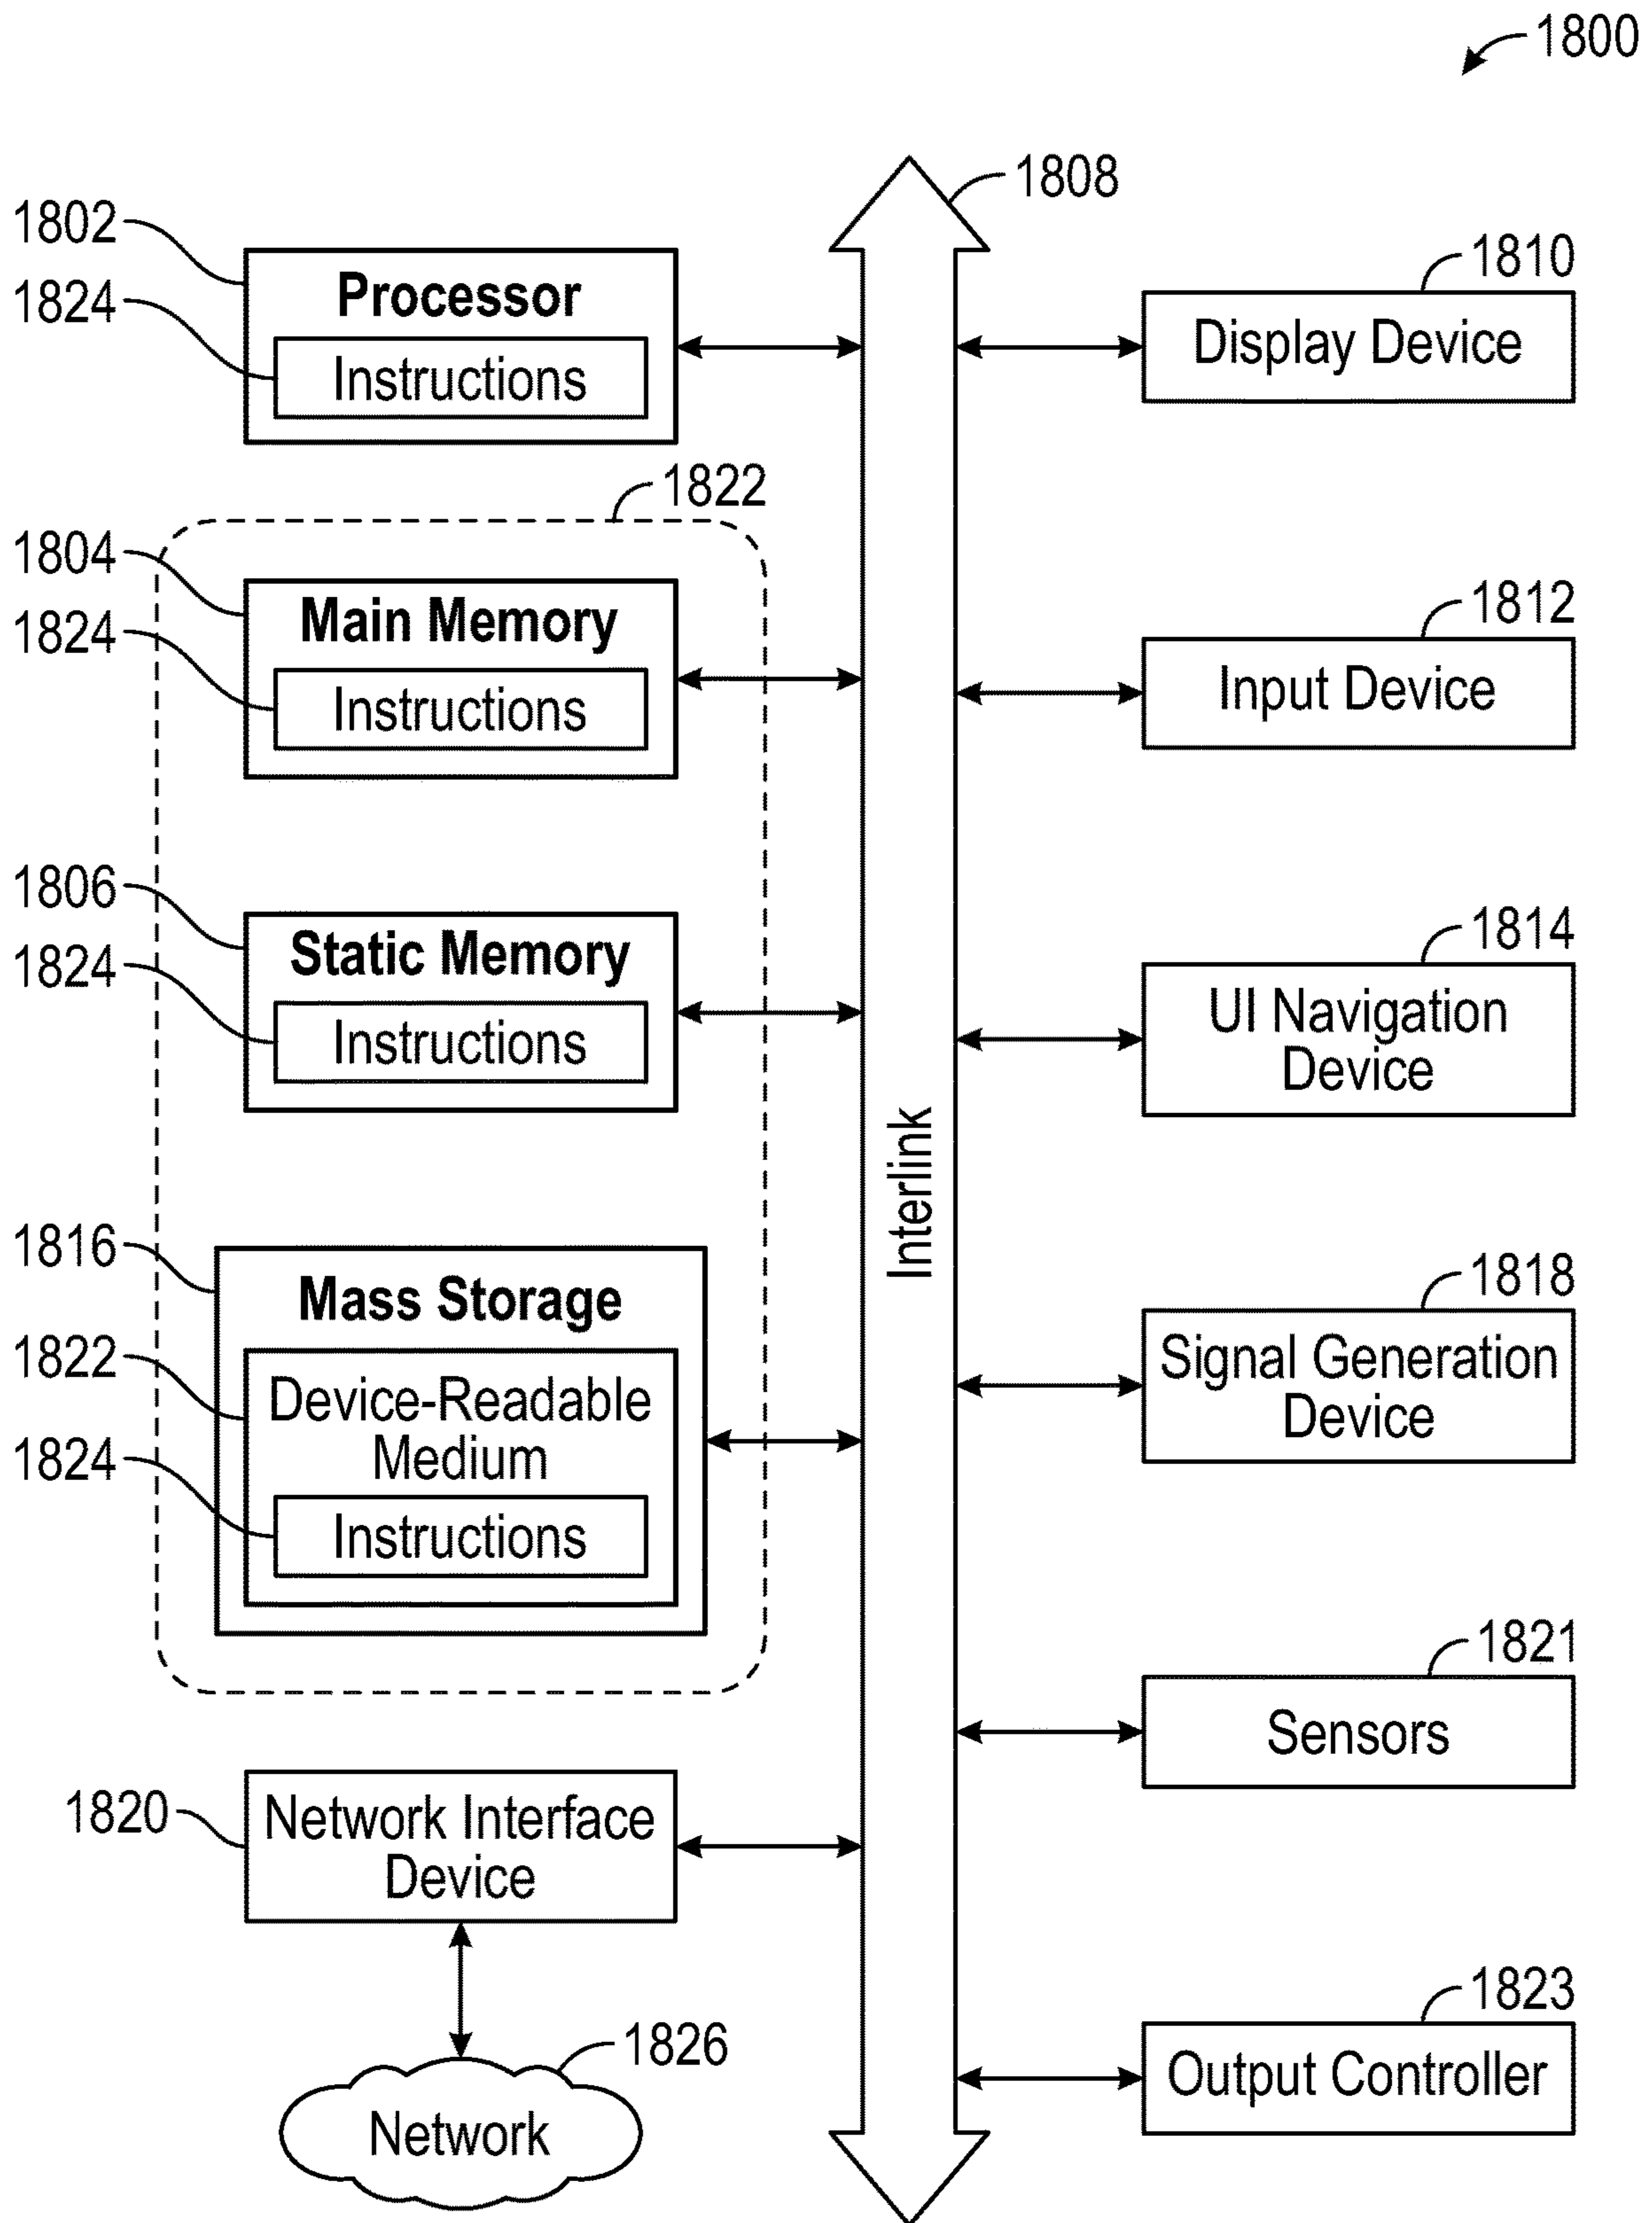 1800
1808
1802
Processor
1824
Instructions
1810
Display Device
1822
1804
Main Memory
1824
Instructions
1812
Input Device
1806
Static Memory
1824
Instructions
1814
UI Navigation
Device
Interlink
1816
Mass Storage
1822
Device-Readable
Medium
1824
Instructions
1818
Signal Generation
Device
1821
Sensors
1820
Network Interface
Device
1826
Network
1823
Output Controller